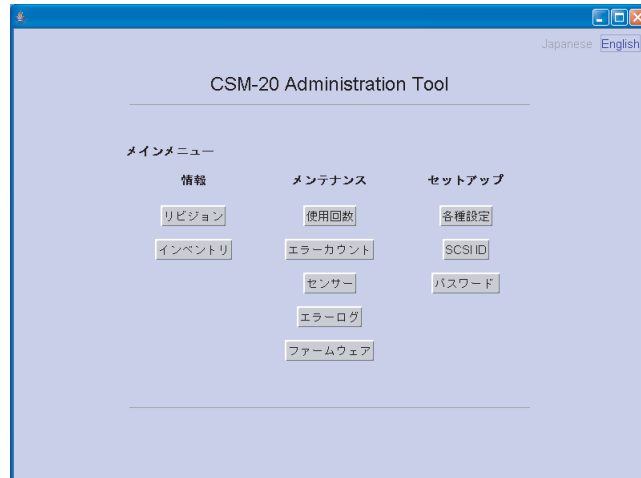 Japanese English
CSM-20 Administration Tool
メインメニュー
情報 メンテナンス セットアップ
リビジョン 使用回数 各種設定
インベントリ エラーカウント SCSI ID
センサー パスワード
エラーログ
ファームウェア